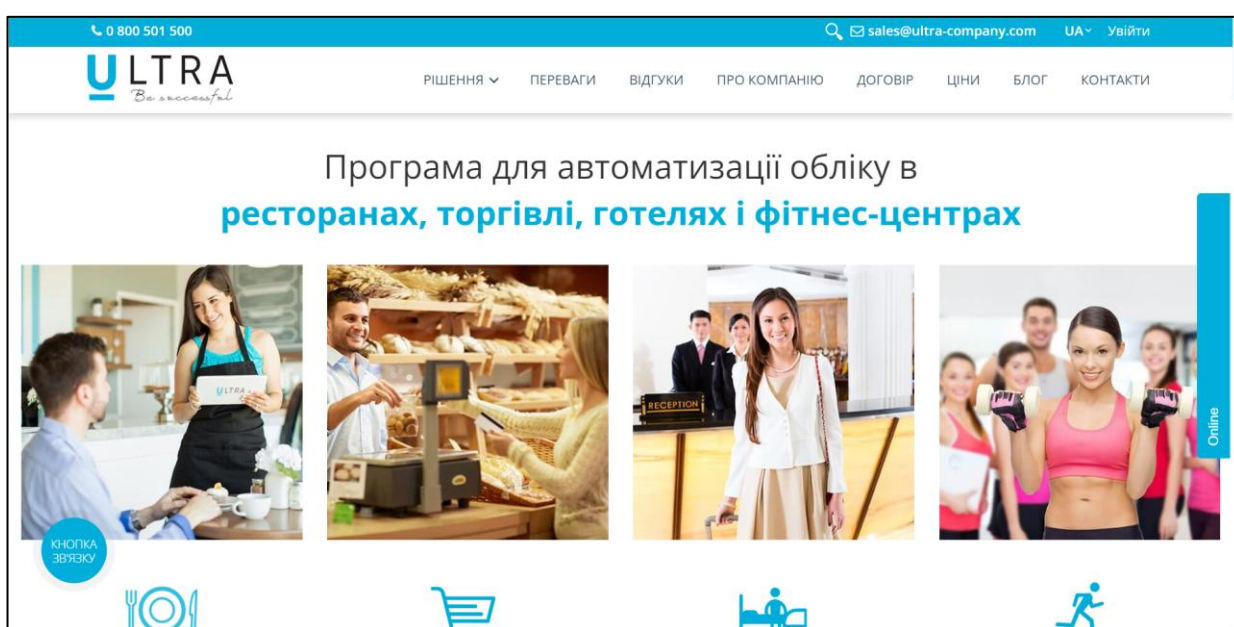 0 800 501 500
sales@ultra-company.com UA Увійти
ULTRA
Be successful
РІШЕННЯ ПЕРЕВАГИ ВІДГУКИ ПРО КОМПАНІЮ ДОГОВІР ЦІНИ БЛОГ КОНТАКТИ
Програма для автоматизації обліку в
ресторанах, торгівлі, готелях і фітнес-центрах
ULTRA
RECEPTION
Online
КНОПКА
ЗВ'ЯЗКУ